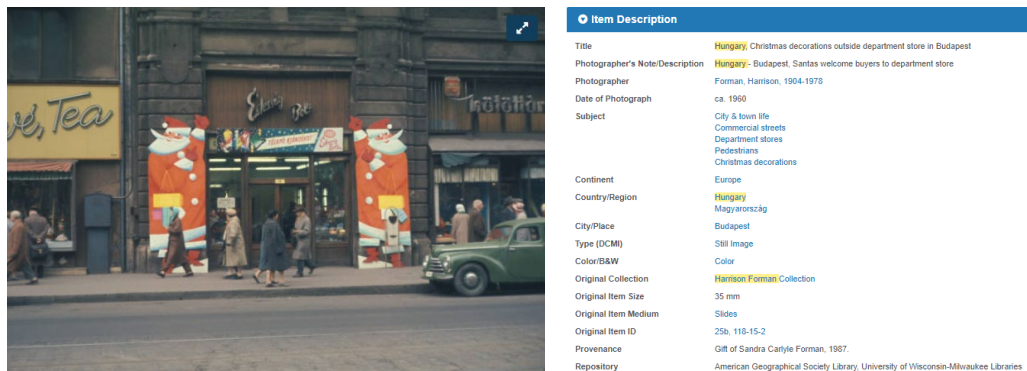 vé, Tea
Édesség Bolt
Item Description
Title
Hungary, Christmas decorations outside department store in Budapest
Photographer's Note/Description
Hungary - Budapest, Santas welcome buyers to department store
Photographer
Forman, Harrison, 1904-1978
Date of Photograph
ca. 1960
Subject
City & town life
Commercial streets
Department stores
Pedestrians
Christmas decorations
Continent
Europe
Country/Region
Hungary
Magyarország
City/Place
Budapest
Type (DCMI)
Still Image
Color/B&W
Color
Original Collection
Harrison Forman Collection
Original Item Size
35 mm
Original Item Medium
Slides
Original Item ID
25b, 118-15-2
Provenance
Gift of Sandra Carlyle Forman, 1987.
Repository
American Geographical Society Library, University of Wisconsin-Milwaukee Libraries